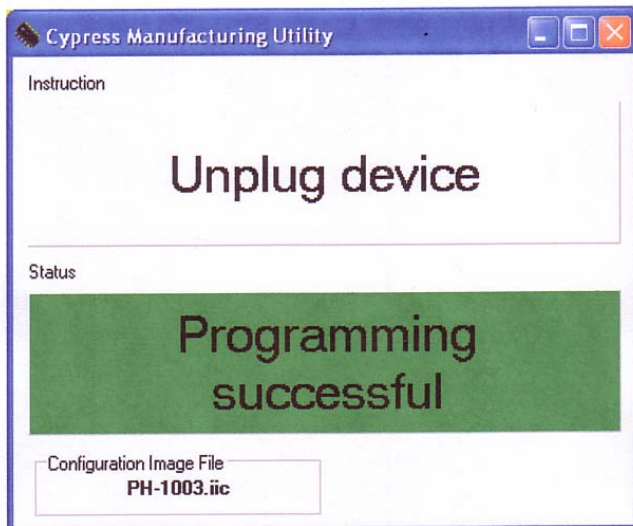 Cypress Manufacturing Utility
Instruction
Unplug device
Status
Programming
successful
Configuration Image File
PH-1003.iic